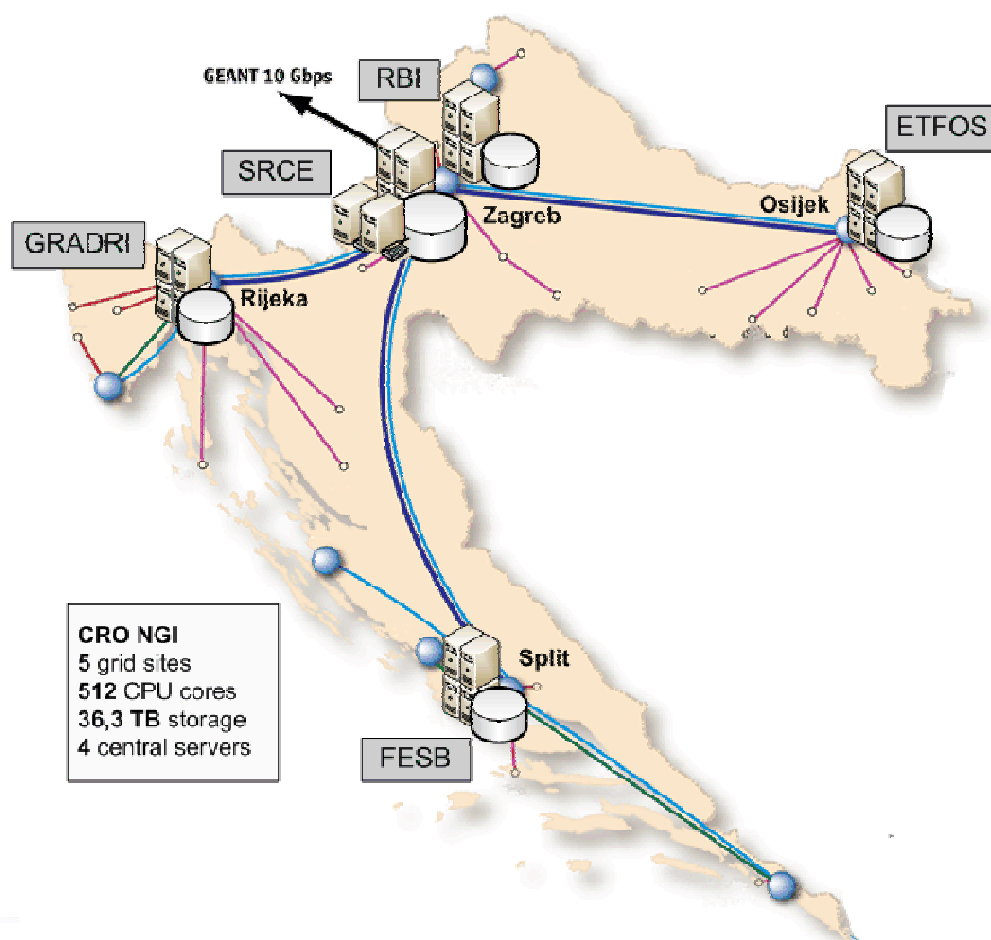 GEANT 10 Gbps
RBI
ETFOS
SRCE
Zagreb
Osijek
GRADRI
Rijeka
CRO NGI
5 grid sites
512 CPU cores
36,3 TB storage
4 central servers
Split
FESB